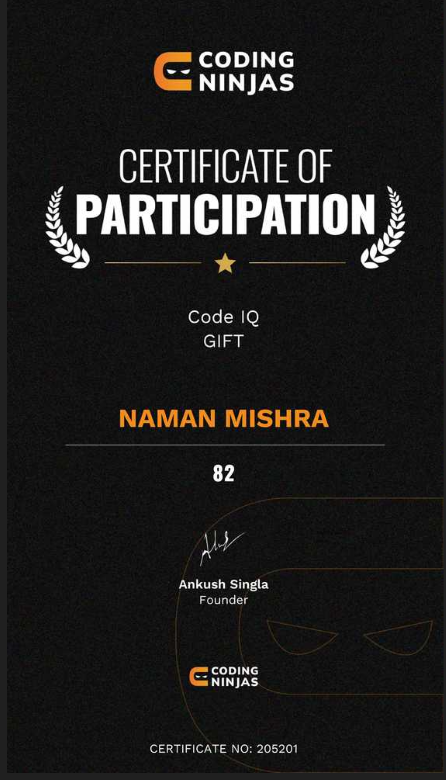 CODING
NINJAS
CERTIFICATE OF
PARTICIPATION
Code IQ
GIFT
NAMAN MISHRA
82
Ankush Singla
Founder
CODING
NINJAS
CERTIFICATE NO: 205201